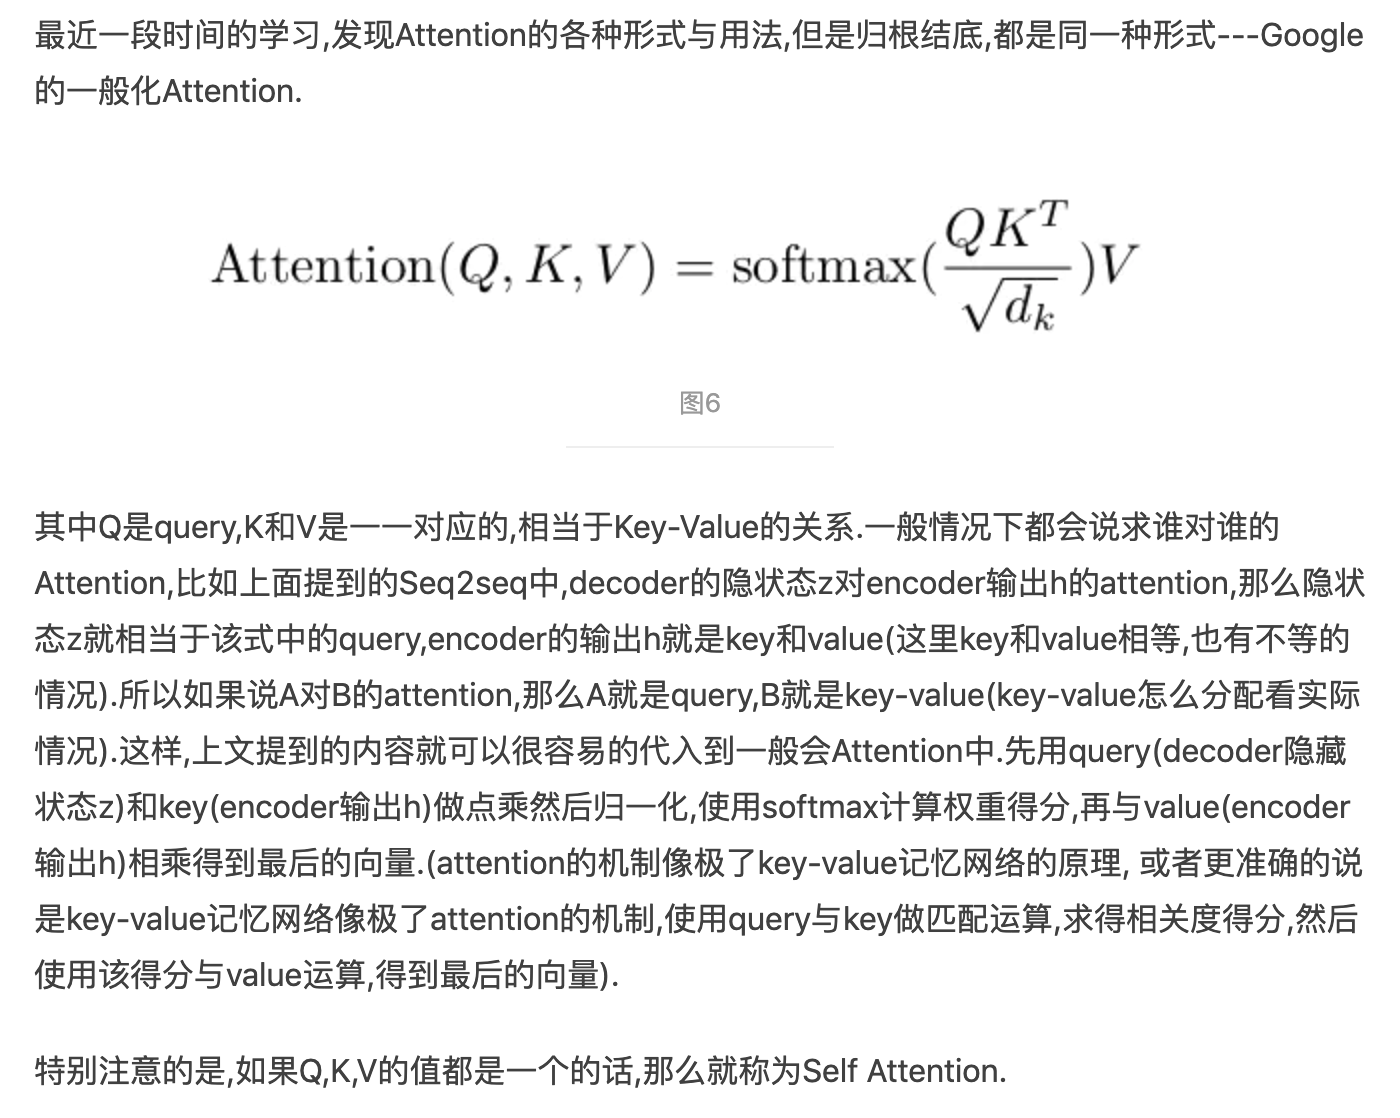 最近一段时间的学习,发现Attention的各种形式与用法,但是归根结底,都是同一种形式---Google
的一般化Attention.
Attention(Q, K, V) = softmax(QK^T/√d_k)V
图6
其中Q是query,K和V是一一对应的,相当于Key-Value的关系.一般情况下都会说求谁对谁的
Attention,比如上面提到的Seq2seq中,decoder的隐状态z对encoder输出h的attention,那么隐状
态z就相当于该式中的query,encoder的输出h就是key和value(这里key和value相等,也有不等的
情况).所以如果说A对B的attention,那么A就是query,B就是key-value(key-value怎么分配看实际
情况).这样,上文提到的内容就可以很容易的代入到一般会Attention中.先用query(decoder隐藏
状态z)和key(encoder输出h)做点乘然后归一化,使用softmax计算权重得分,再与value(encoder
输出h)相乘得到最后的向量.(attention的机制像极了key-value记忆网络的原理, 或者更准确的说
是key-value记忆网络像极了attention的机制,使用query与key做匹配运算,求得相关度得分,然后
使用该得分与value运算,得到最后的向量).
特别注意的是,如果Q,K,V的值都是一个的话,那么就称为Self Attention.